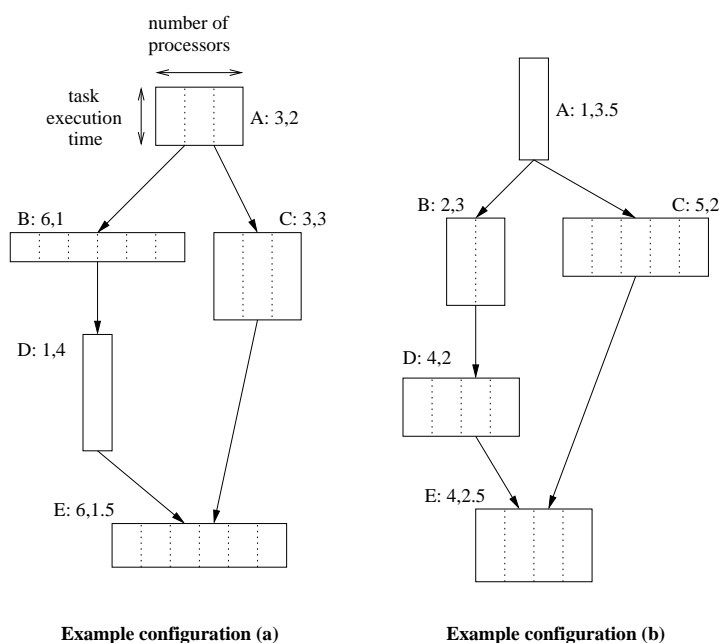 number of
processors
task
execution
time
A: 3,2
B: 6,1
C: 3,3
D: 1,4
E: 6,1.5
Example configuration (a)
A: 1,3.5
B: 2,3
C: 5,2
D: 4,2
E: 4,2.5
Example configuration (b)